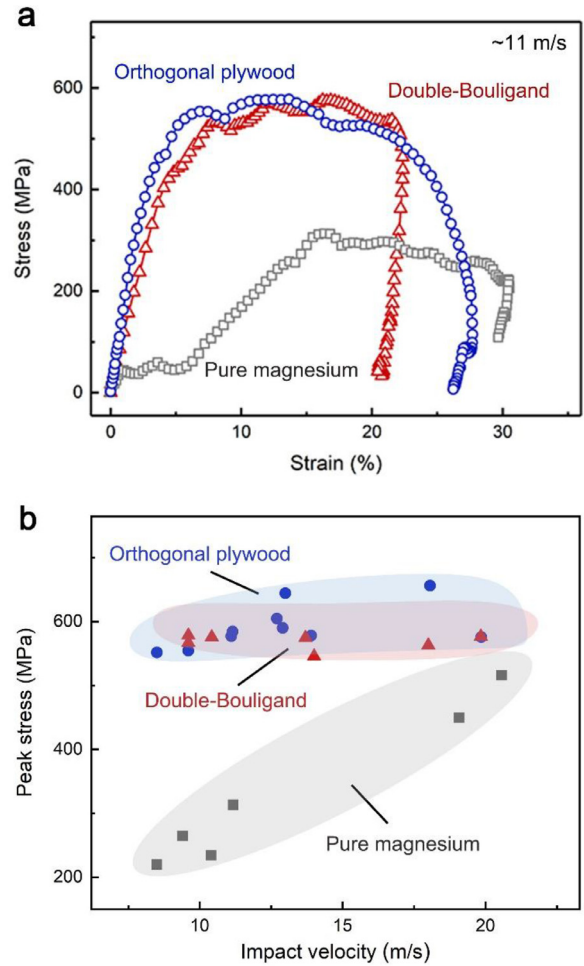 a
~11 m/s
Orthogonal plywood
Double-Bouligand
Pure magnesium
600
400
200
0
Stress (MPa)
0 10 20 30
Strain (%)
b
Orthogonal plywood
Double-Bouligand
Pure magnesium
600
400
200
Peak stress (MPa)
10 15 20
Impact velocity (m/s)